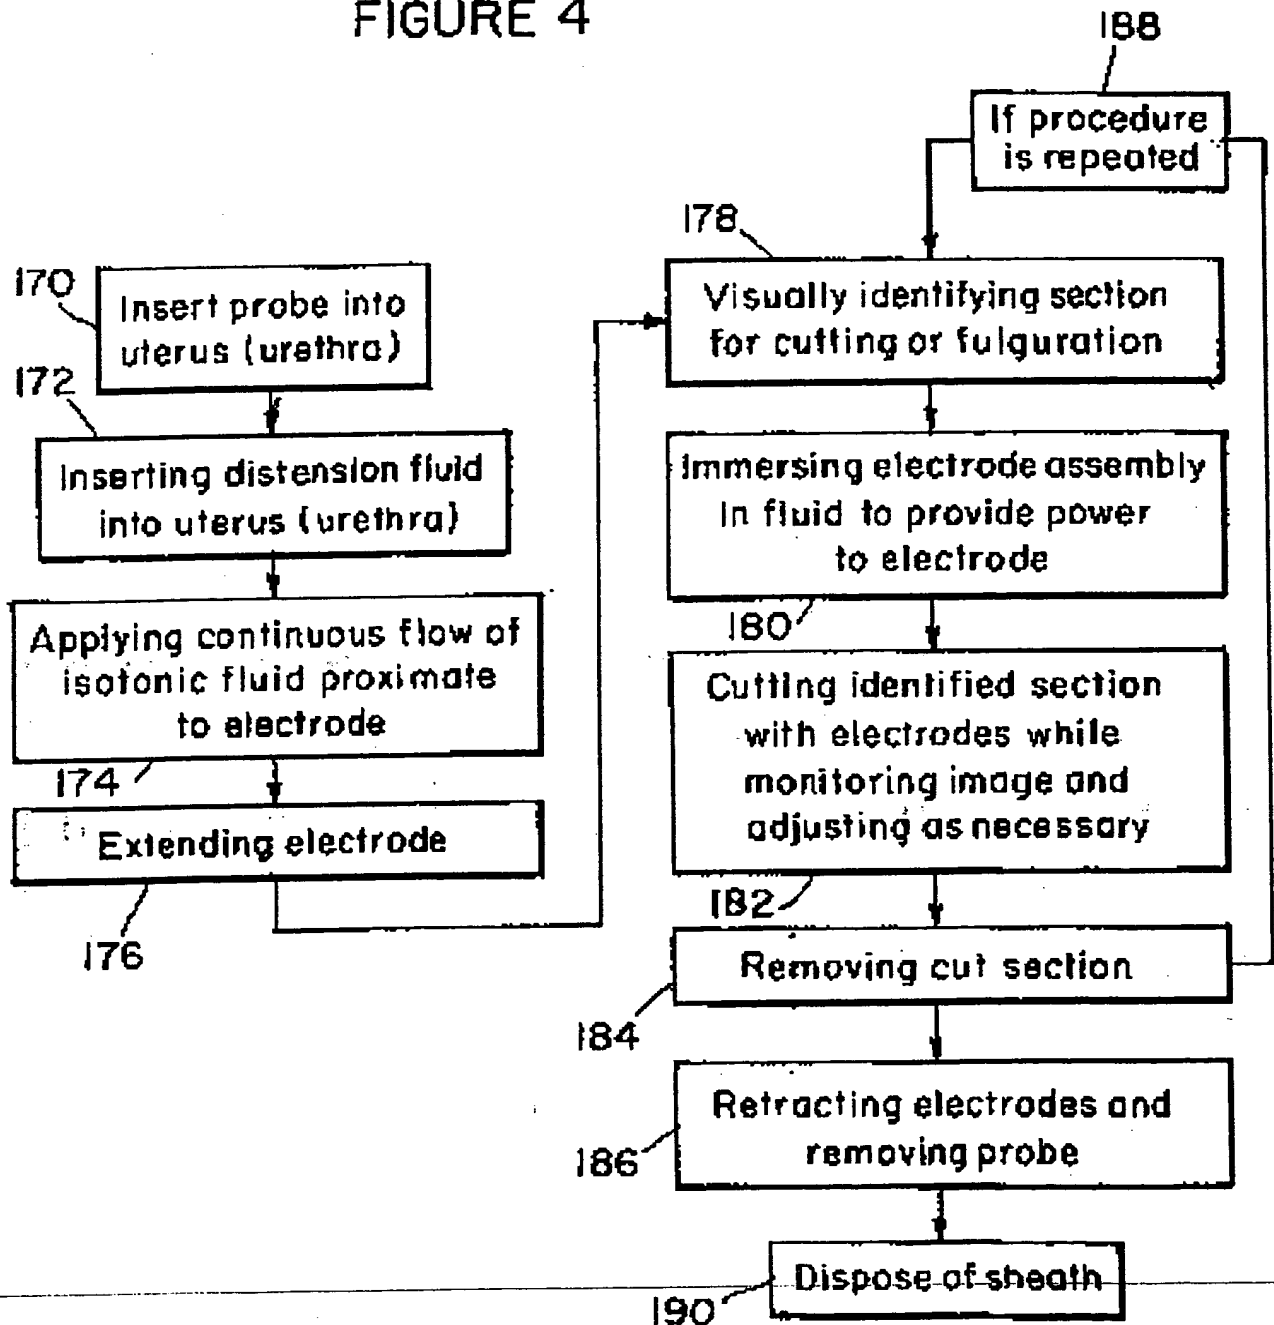 FIGURE 4
170
Insert probe into
uterus (urethra)
172
Inserting distension fluid
into uterus (urethra)
Applying continuous flow of
isotonic fluid proximate
to electrode
174
Extending electrode
176
188
If procedure
is repeated
178
Visually identifying section
for cutting or fulguration
Immersing electrode assembly
in fluid to provide power
to electrode
180
Cutting identified section
with electrodes while
monitoring image and
adjusting as necessary
182
Removing cut section
184
Retracting electrodes and
removing probe
186
Dispose of sheath
190